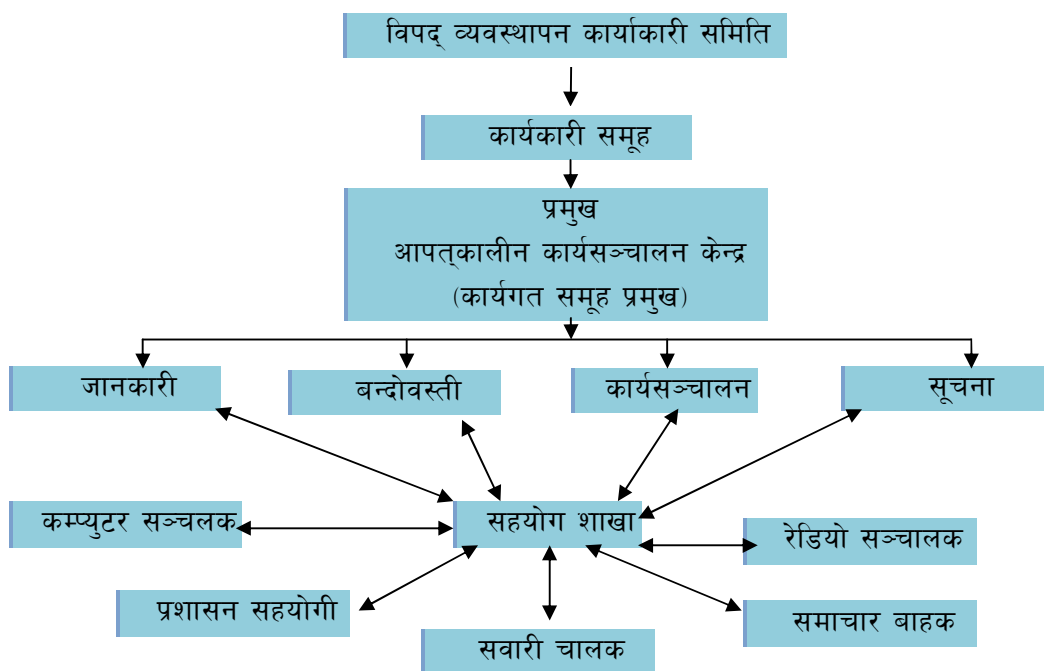 विपद् व्यवस्थापन कार्याकारी समिति
कार्यकारी समूह
प्रमुख
आपत्कालीन कार्यसञ्चालन केन्द्र
(कार्यगत समूह प्रमुख)
जानकारी
बन्दोवस्ती
कार्यसञ्चालन
सूचना
कम्प्युटर सञ्चलक
सहयोग शाखा
रेडियो सञ्चालक
प्रशासन सहयोगी
सवारी चालक
समाचार बाहक